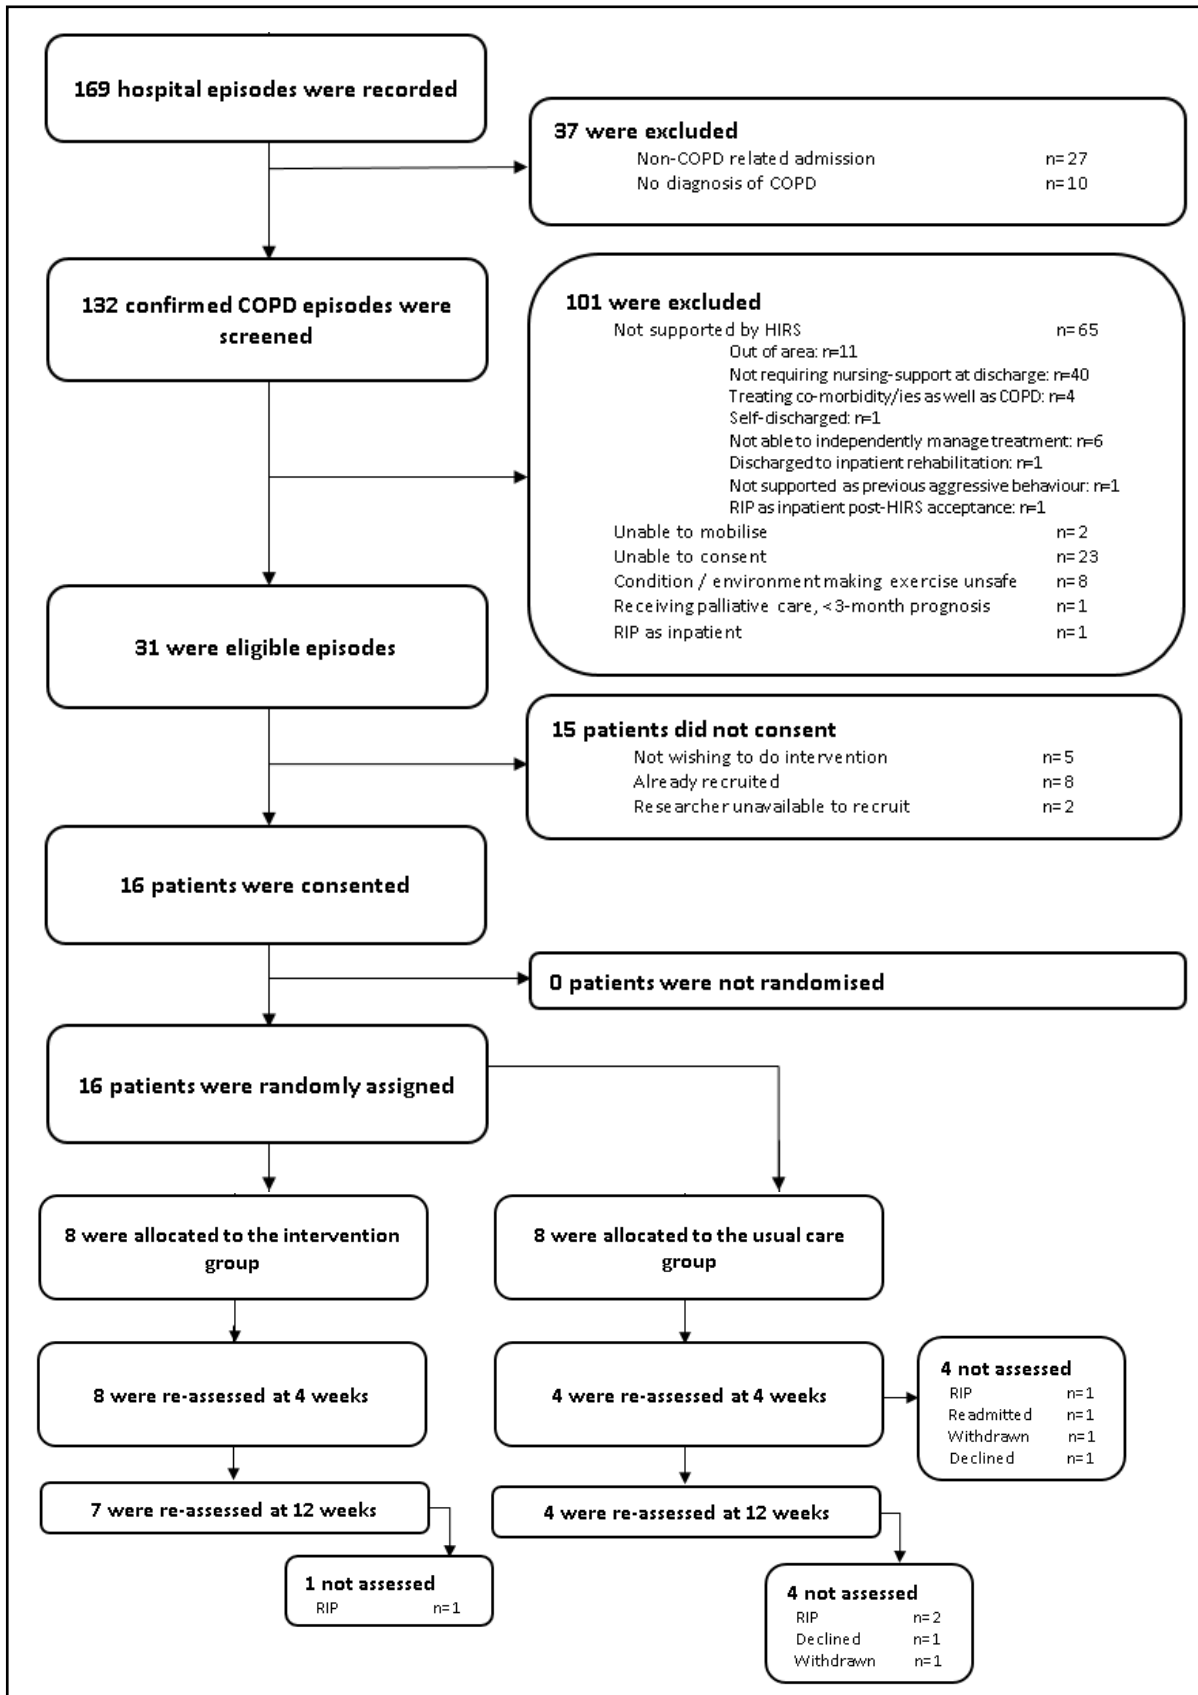 169 hospital episodes were recorded
37 were excluded
Non-COPD related admission n=27
No diagnosis of COPD n=10
132 confirmed COPD episodes were
screened
101 were excluded
Not supported by HIRS n=65
Out of area: n=11
Not requiring nursing-support at discharge: n=40
Treating co-morbidity/ies as well as COPD: n=4
Self-discharged: n=1
Not able to independently manage treatment: n=6
Discharged to inpatient rehabilitation: n=1
Not supported as previous aggressive behaviour: n=1
RIP as inpatient post-HIRS acceptance: n=1
Unable to mobilise n=2
Unable to consent n=23
Condition / environment making exercise unsafe n=8
Receiving palliative care, <3-month prognosis n=1
RIP as inpatient n=1
31 were eligible episodes
15 patients did not consent
Not wishing to do intervention n=5
Already recruited n=8
Researcher unavailable to recruit n=2
16 patients were consented
0 patients were not randomised
16 patients were randomly assigned
8 were allocated to the intervention
group
8 were allocated to the usual care
group
8 were re-assessed at 4 weeks
4 were re-assessed at 4 weeks
4 not assessed
RIP n=1
Readmitted n=1
Withdrawn n=1
Declined n=1
7 were re-assessed at 12 weeks
4 were re-assessed at 12 weeks
1 not assessed
RIP n=1
4 not assessed
RIP n=2
Declined n=1
Withdrawn n=1